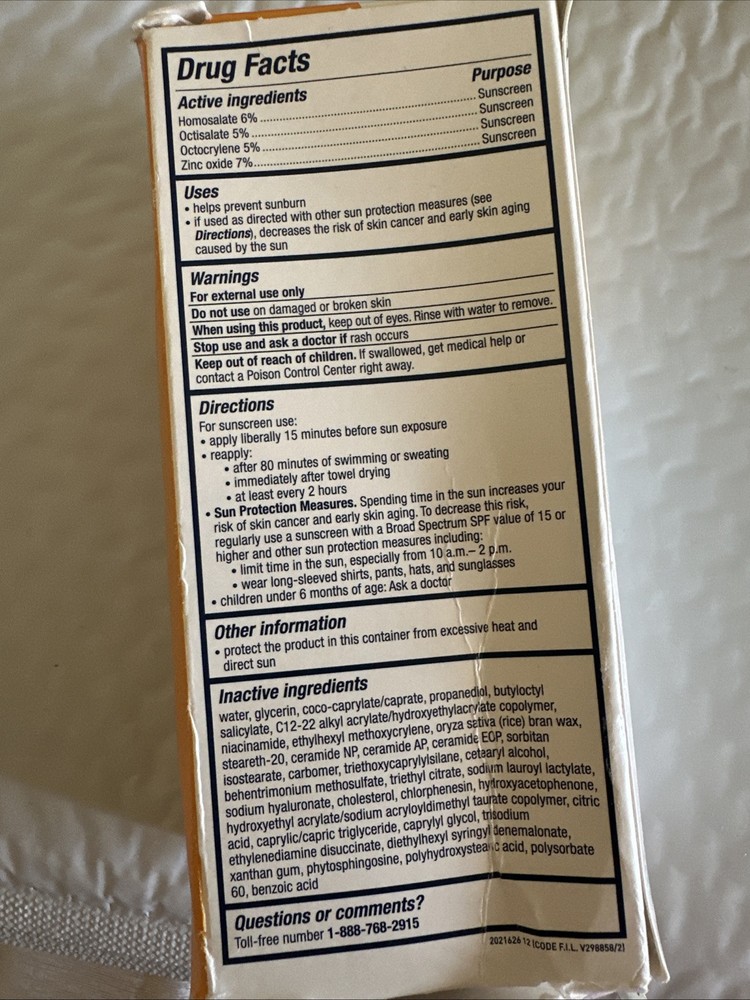 Drug Facts
Active ingredients Purpose
Homosalate 6% ........ Sunscreen
Octisalate 5% ........ Sunscreen
Octocrylene 5% ........ Sunscreen
Zinc oxide 7% ........ Sunscreen
Uses
• helps prevent sunburn
• if used as directed with other sun protection measures (see
Directions), decreases the risk of skin cancer and early skin aging
caused by the sun
Warnings
For external use only
Do not use on damaged or broken skin
When using this product, keep out of eyes. Rinse with water to remove.
Stop use and ask a doctor if rash occurs
Keep out of reach of children. If swallowed, get medical help or
contact a Poison Control Center right away.
Directions
For sunscreen use:
• apply liberally 15 minutes before sun exposure
• reapply:
• after 80 minutes of swimming or sweating
• immediately after towel drying
• at least every 2 hours
• Sun Protection Measures. Spending time in the sun increases your
risk of skin cancer and early skin aging. To decrease this risk,
regularly use a sunscreen with a Broad Spectrum SPF value of 15 or
higher and other sun protection measures including:
• limit time in the sun, especially from 10 a.m.– 2 p.m.
• wear long-sleeved shirts, pants, hats, and sunglasses
• children under 6 months of age: Ask a doctor
Other information
• protect the product in this container from excessive heat and
direct sun
Inactive ingredients
water, glycerin, coco-caprylate/caprate, propanediol, butyloctyl
salicylate, C12-22 alkyl acrylate/hydroxyethylacrylate copolymer,
niacinamide, ethylhexyl methoxycrylene, oryza sativa (rice) bran wax,
steareth-20, ceramide NP, ceramide AP, ceramide EOP, sorbitan
isostearate, carbomer, triethoxycaprylylsilane, cetearyl alcohol,
behentrimonium methosulfate, triethyl citrate, sodium lauroyl lactylate,
sodium hyaluronate, cholesterol, chlorphenesin, hydroxyacetophenone,
hydroxyethyl acrylate/sodium acryloyldimethyl taurate copolymer, citric
acid, caprylic/capric triglyceride, caprylyl glycol, trisodium
ethylenediamine disuccinate, diethylhexyl syringylidenemalonate,
xanthan gum, phytosphingosine, polyhydroxystearic acid, polysorbate
60, benzoic acid
Questions or comments?
Toll-free number 1-888-768-2915
2021626 12 (CODE F.I.L. V298858/2)